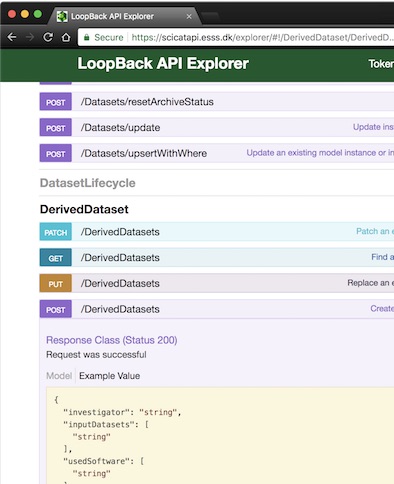 LoopBack API Explorer
Secure https://scicatapi.esss.dk/explorer/#!/DerivedDataset/DerivedD...
LoopBack API Explorer Token
POST /Datasets/resetArchiveStatus
POST /Datasets/update Update ins
POST /Datasets/upsertWithWhere Update an existing model instance or in
DatasetLifecycle
DerivedDataset
PATCH /DerivedDatasets Patch an e
GET /DerivedDatasets Find a
PUT /DerivedDatasets Replace an e
POST /DerivedDatasets Create
Response Class (Status 200)
Request was successful
Model Example Value
{
"investigator": "string",
"inputDatasets": [
"string"
],
"usedSoftware": [
"string"
],